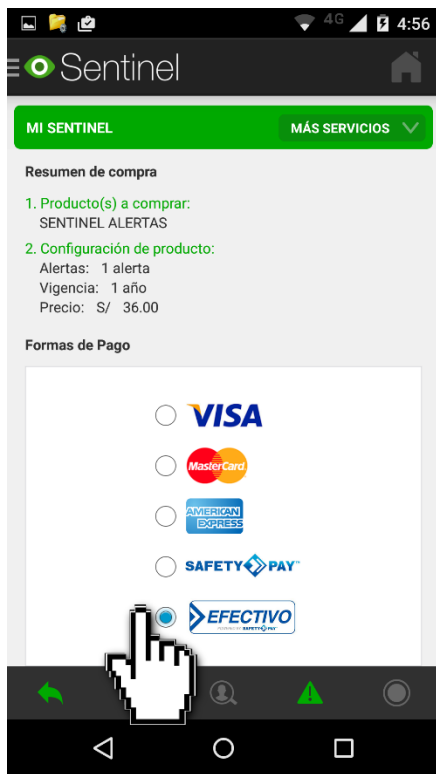 4G 4:56
Sentinel
MI SENTINEL MÁS SERVICIOS
Resumen de compra
1. Producto(s) a comprar:
SENTINEL ALERTAS
2. Configuración de producto:
Alertas: 1 alerta
Vigencia: 1 año
Precio: S/ 36.00
Formas de Pago
VISA
MasterCard
AMERICAN
EXPRESS
SAFETY PAY
EFECTIVO